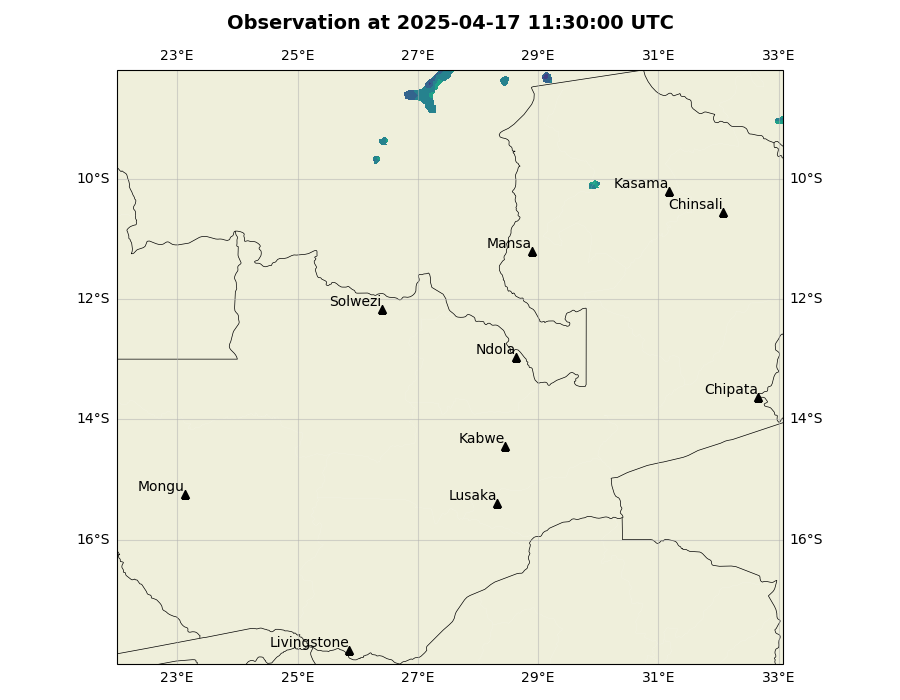 Observation at 2025-04-17 11:30:00 UTC
23°E 25°E 27°E 29°E 31°E 33°E
10°S 10°S
Kasama
Chinsali
Mansa
12°S 12°S
Solwezi
Ndola
Chipata
14°S 14°S
Kabwe
Mongu
Lusaka
16°S 16°S
Livingstone
23°E 25°E 27°E 29°E 31°E 33°E